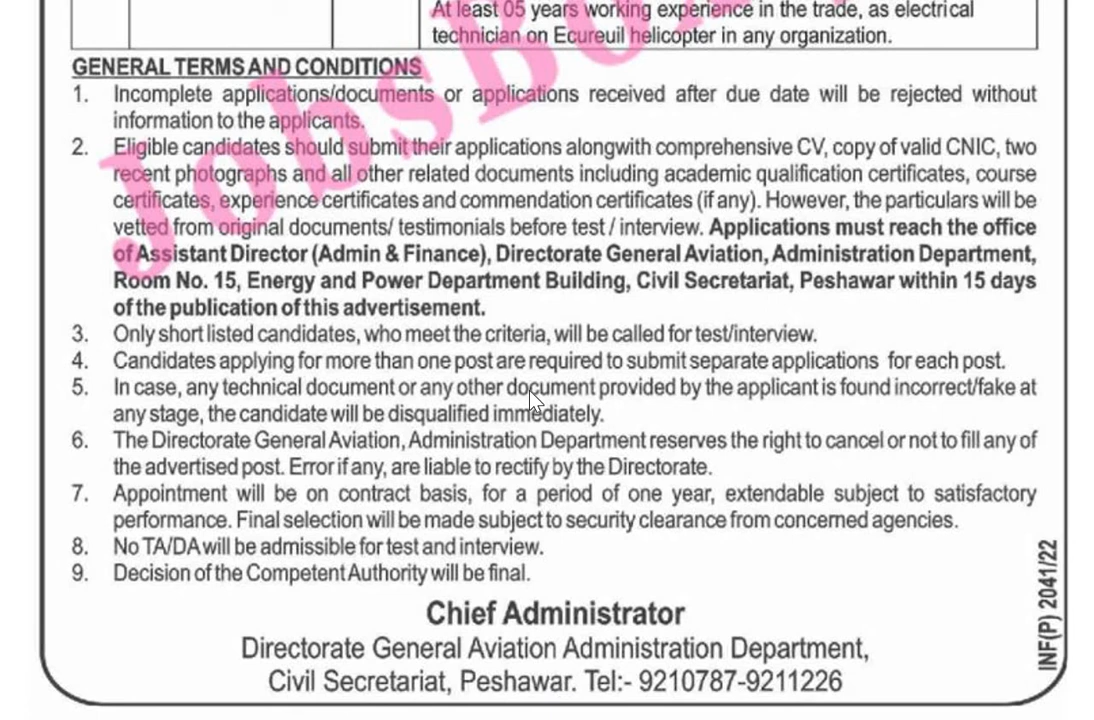 At least 05 years working experience in the trade, as electrical
technician on Ecureuil helicopter in any organization.
GENERAL TERMS AND CONDITIONS
1. Incomplete applications/documents or applications received after due date will be rejected without
information to the applicants.
2. Eligible candidates should submit their applications alongwith comprehensive CV, copy of valid CNIC, two
recent photographs and all other related documents including academic qualification certificates, course
certificates, experience certificates and commendation certificates (if any). However, the particulars will be
vetted from original documents/ testimonials before test / interview. Applications must reach the office
of Assistant Director (Admin & Finance), Directorate General Aviation, Administration Department,
Room No. 15, Energy and Power Department Building, Civil Secretariat, Peshawar within 15 days
of the publication of this advertisement.
3. Only short listed candidates, who meet the criteria, will be called for test/interview.
4. Candidates applying for more than one post are required to submit separate applications for each post.
5. In case, any technical document or any other document provided by the applicant is found incorrect/fake at
any stage, the candidate will be disqualified immediately.
6. The Directorate General Aviation, Administration Department reserves the right to cancel or not to fill any of
the advertised post. Error if any, are liable to rectify by the Directorate.
7. Appointment will be on contract basis, for a period of one year, extendable subject to satisfactory
performance. Final selection will be made subject to security clearance from concerned agencies.
8. No TA/DA will be admissible for test and interview.
9. Decision of the Competent Authority will be final.
Chief Administrator
Directorate General Aviation Administration Department,
Civil Secretariat, Peshawar. Tel:- 9210787-9211226
INF(P) 2041/22